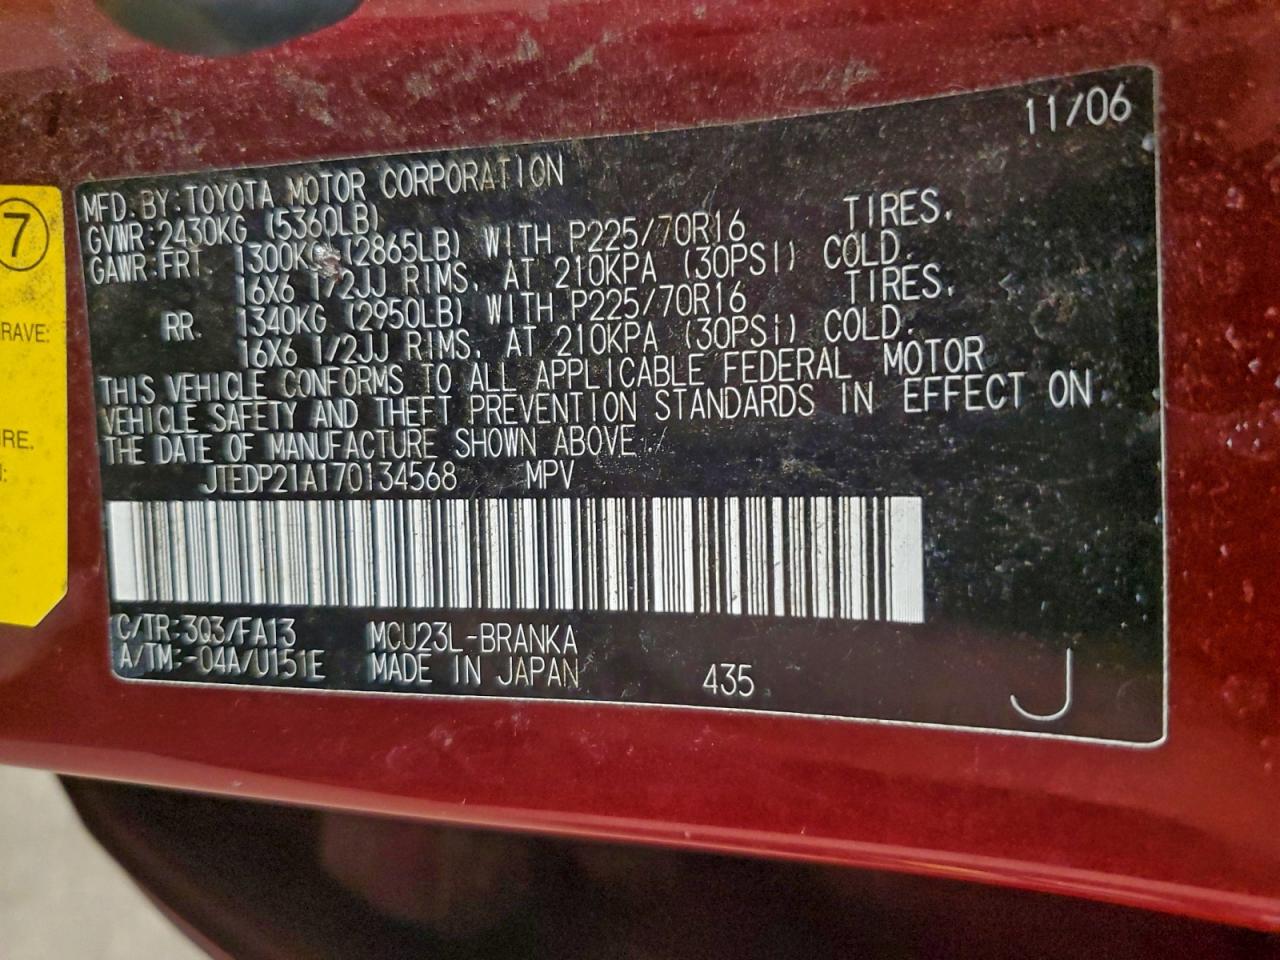 11/06
MFD. BY: TOYOTA MOTOR CORPORATION
GVWR: 2430KG (5360LB)
GAWR: FRT 1300KG (2865LB) WITH P225/70R16 TIRES,
16X6 1/2JJ RIMS, AT 210KPA (30PSI) COLD.
RR. 1340KG (2950LB) WITH P225/70R16 TIRES,
16X6 1/2JJ RIMS, AT 210KPA (30PSI) COLD.
THIS VEHICLE CONFORMS TO ALL APPLICABLE FEDERAL MOTOR
VEHICLE SAFETY AND THEFT PREVENTION STANDARDS IN EFFECT ON
THE DATE OF MANUFACTURE SHOWN ABOVE.
JTEDP21A170134568 MPV
C/TR: 3Q3/FA13 MCU23L-BRANKA
A/TM: -04A/U151E MADE IN JAPAN 435
J
7
RAVE:
IRE.